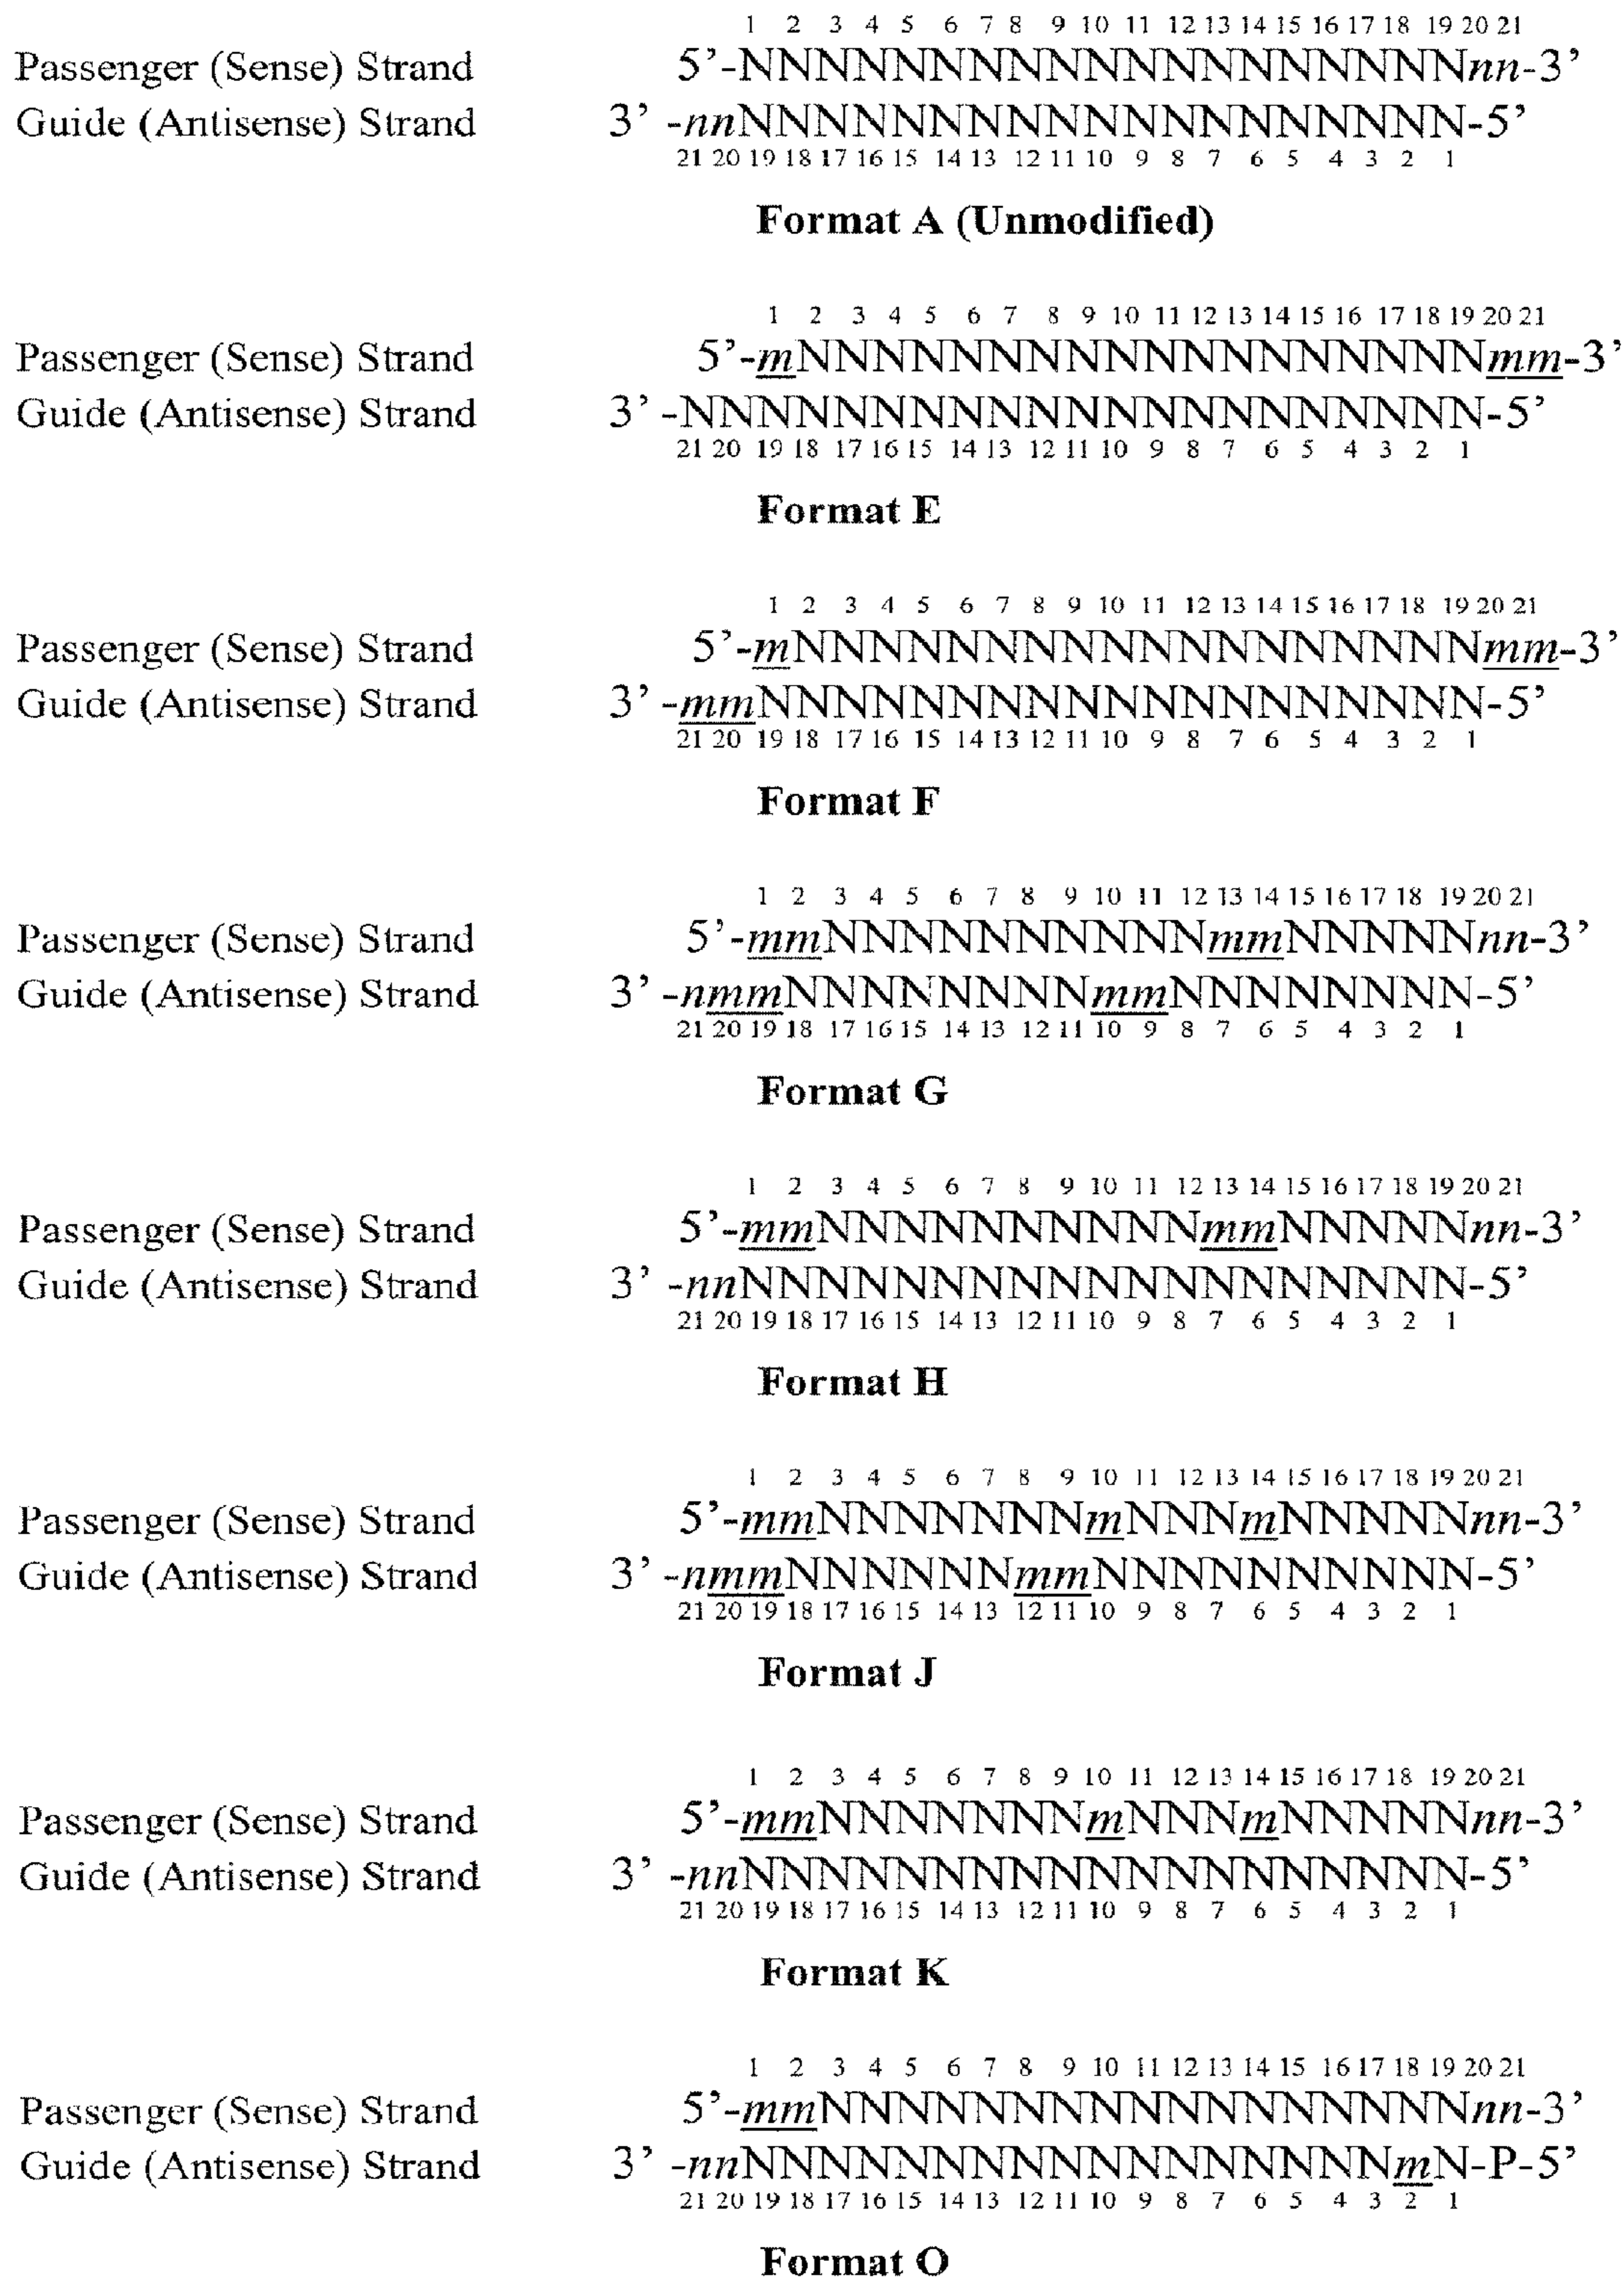 1 2 3 4 5 6 7 8 9 10 11 12 13 14 15 16 17 18 19 20 21
Passenger (Sense) Strand 5’-NNNNNNNNNNNNNNNNNNNnn-3’
Guide (Antisense) Strand 3’ -nnNNNNNNNNNNNNNNNNNNN-5’
21 20 19 18 17 16 15 14 13 12 11 10 9 8 7 6 5 4 3 2 1
Format A (Unmodified)
1 2 3 4 5 6 7 8 9 10 11 12 13 14 15 16 17 18 19 20 21
Passenger (Sense) Strand 5’-mNNNNNNNNNNNNNNNNNNmm-3’
Guide (Antisense) Strand 3’ -NNNNNNNNNNNNNNNNNNNNN-5’
21 20 19 18 17 16 15 14 13 12 11 10 9 8 7 6 5 4 3 2 1
Format E
1 2 3 4 5 6 7 8 9 10 11 12 13 14 15 16 17 18 19 20 21
Passenger (Sense) Strand 5’-mNNNNNNNNNNNNNNNNNNmm-3’
Guide (Antisense) Strand 3’ -mmNNNNNNNNNNNNNNNNNNN-5’
21 20 19 18 17 16 15 14 13 12 11 10 9 8 7 6 5 4 3 2 1
Format F
1 2 3 4 5 6 7 8 9 10 11 12 13 14 15 16 17 18 19 20 21
Passenger (Sense) Strand 5’-mmNNNNNNNNNNmmNNNNNnn-3’
Guide (Antisense) Strand 3’ -nmmNNNNNNNNmmNNNNNNNN-5’
21 20 19 18 17 16 15 14 13 12 11 10 9 8 7 6 5 4 3 2 1
Format G
1 2 3 4 5 6 7 8 9 10 11 12 13 14 15 16 17 18 19 20 21
Passenger (Sense) Strand 5’-mmNNNNNNNNNNmmNNNNNnn-3’
Guide (Antisense) Strand 3’ -nnNNNNNNNNNNNNNNNNNNN-5’
21 20 19 18 17 16 15 14 13 12 11 10 9 8 7 6 5 4 3 2 1
Format H
1 2 3 4 5 6 7 8 9 10 11 12 13 14 15 16 17 18 19 20 21
Passenger (Sense) Strand 5’-mmNNNNNNNmNNNmNNNNNnn-3’
Guide (Antisense) Strand 3’ -nmmNNNNNNmmNNNNNNNNNN-5’
21 20 19 18 17 16 15 14 13 12 11 10 9 8 7 6 5 4 3 2 1
Format J
1 2 3 4 5 6 7 8 9 10 11 12 13 14 15 16 17 18 19 20 21
Passenger (Sense) Strand 5’-mmNNNNNNNmNNNmNNNNNnn-3’
Guide (Antisense) Strand 3’ -nnNNNNNNNNNNNNNNNNNNN-5’
21 20 19 18 17 16 15 14 13 12 11 10 9 8 7 6 5 4 3 2 1
Format K
1 2 3 4 5 6 7 8 9 10 11 12 13 14 15 16 17 18 19 20 21
Passenger (Sense) Strand 5’-mmNNNNNNNNNNNNNNNNNnn-3’
Guide (Antisense) Strand 3’ -nnNNNNNNNNNNNNNNNNNmN-P-5’
21 20 19 18 17 16 15 14 13 12 11 10 9 8 7 6 5 4 3 2 1
Format O